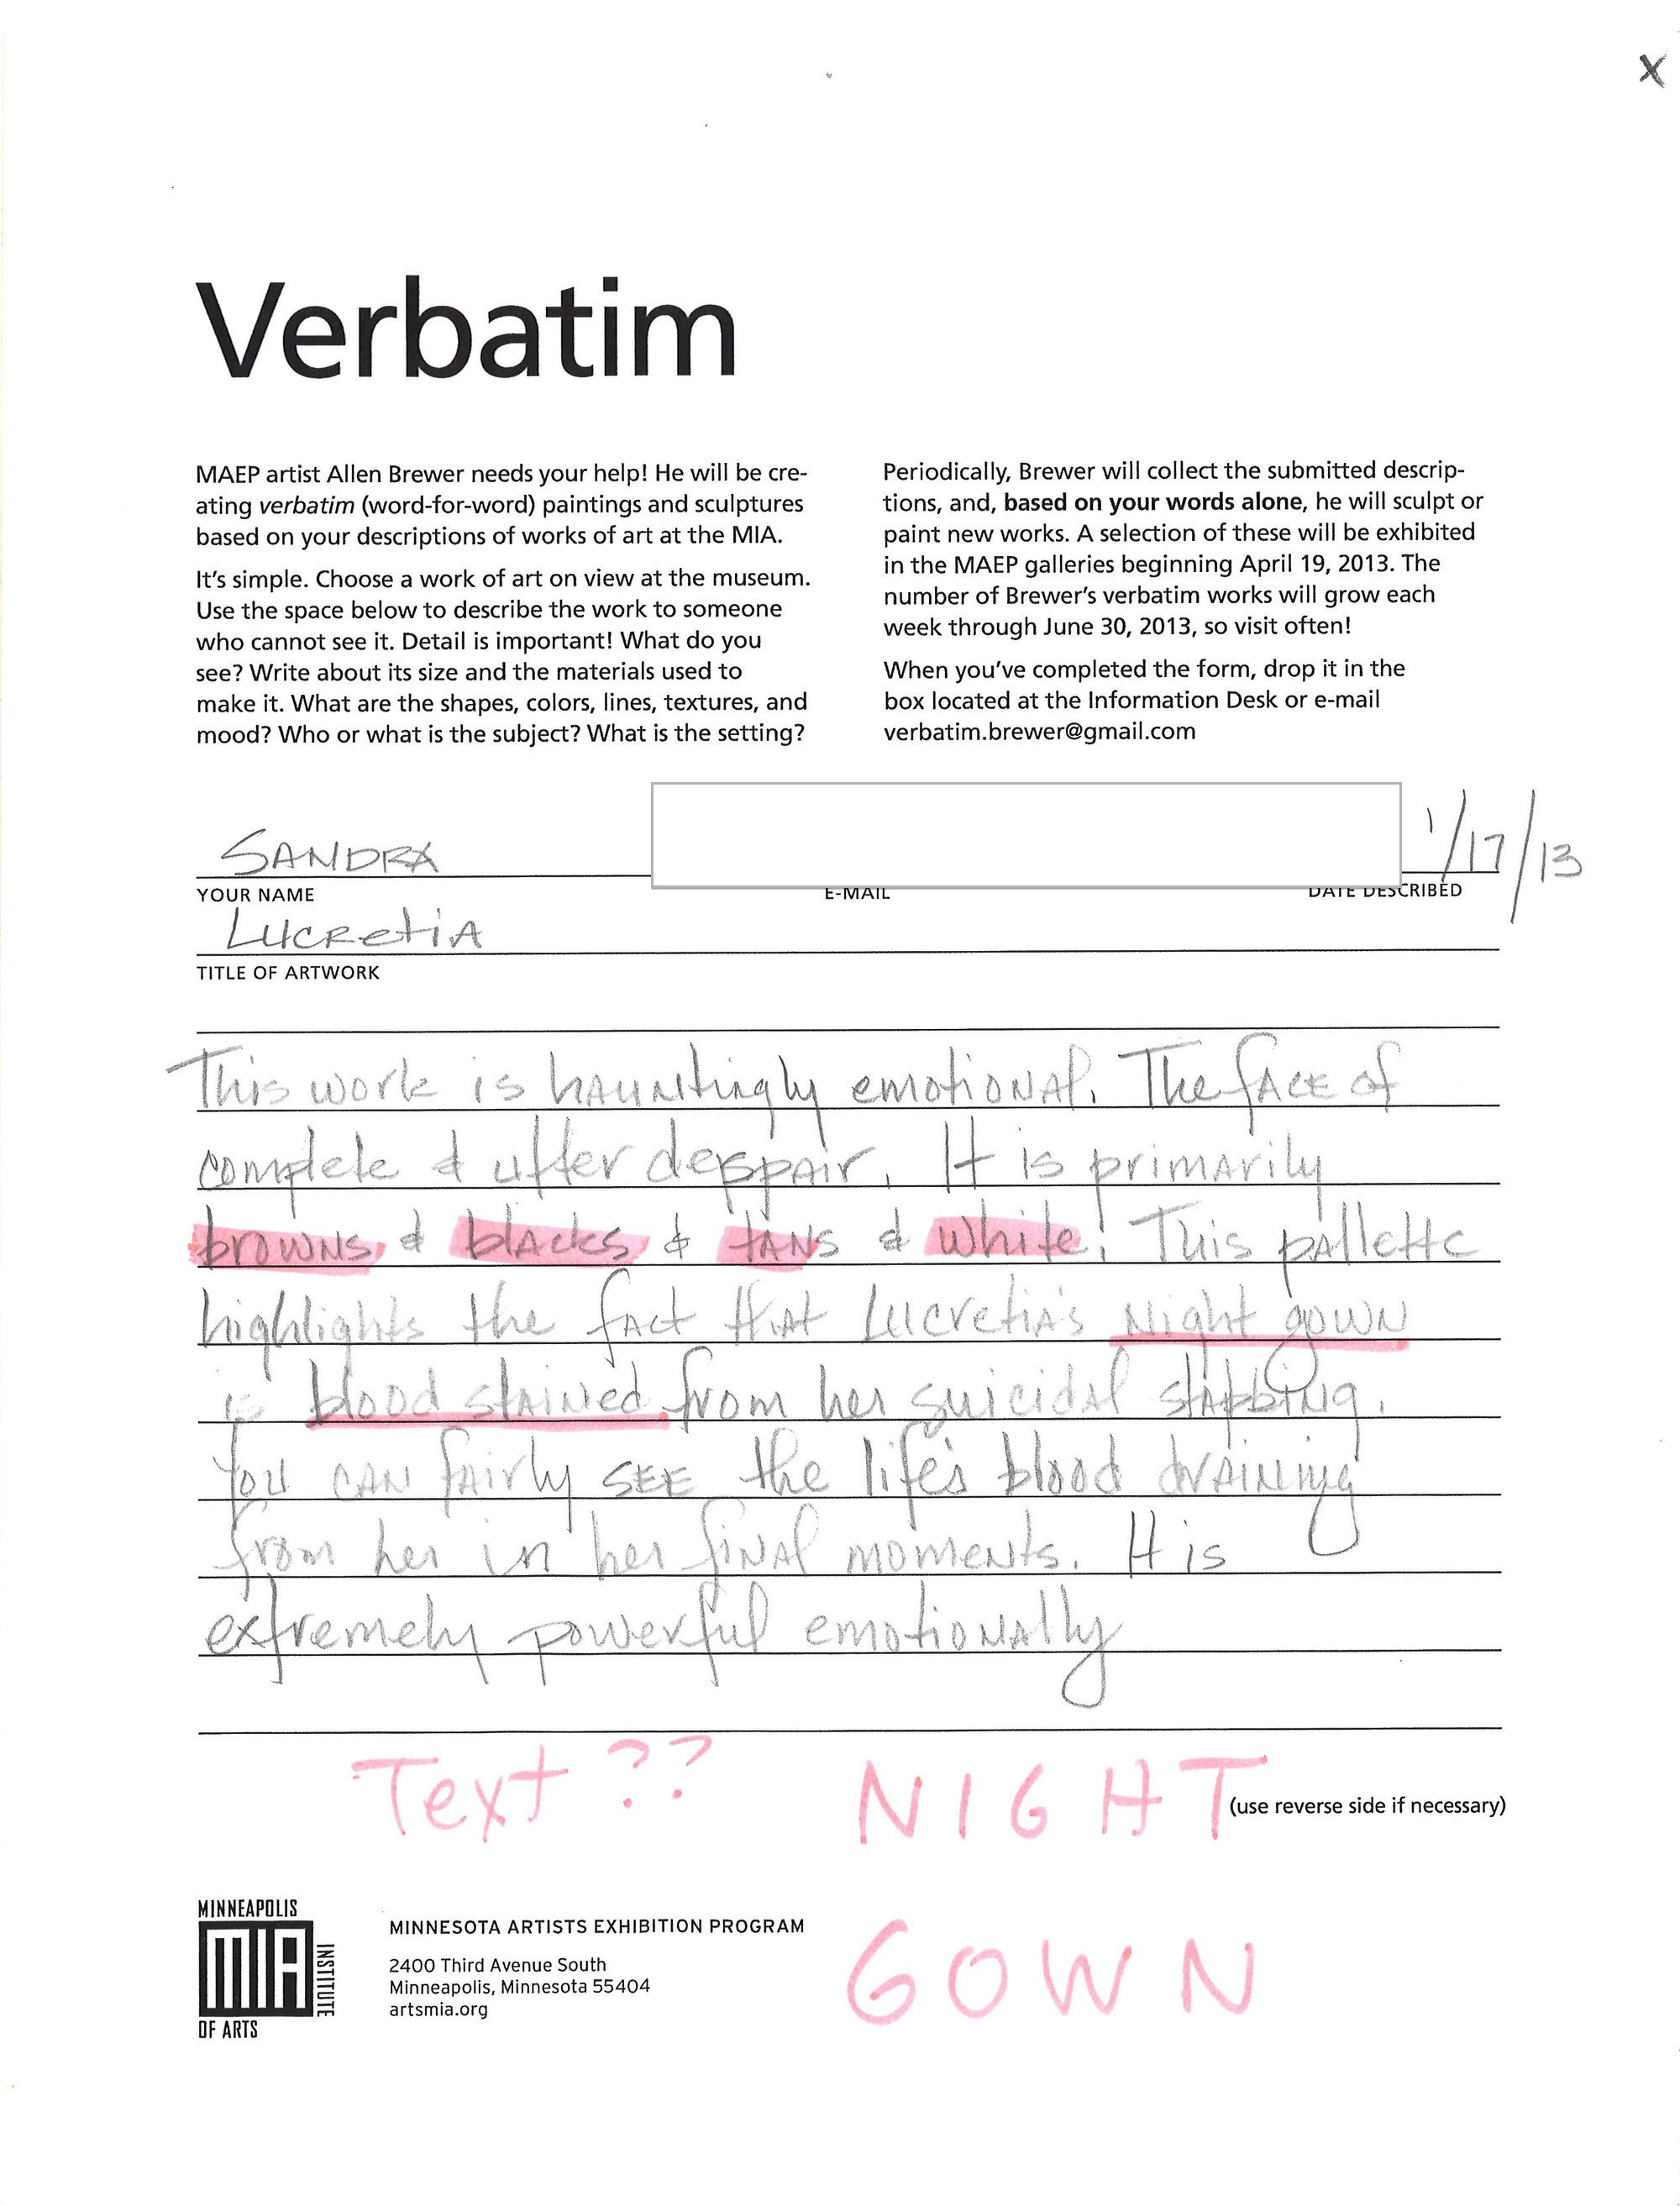 X
Verbatim
MAEP artist Allen Brewer needs your help! He will be cre-
ating verbatim (word-for-word) paintings and sculptures
based on your descriptions of works of art at the MIA.
It's simple. Choose a work of art on view at the museum.
Use the space below to describe the work to someone
who cannot see it. Detail is important! What do you
see? Write about its size and the materials used to
make it. What are the shapes, colors, lines, textures, and
mood? Who or what is the subject? What is the setting?
Periodically, Brewer will collect the submitted descrip-
tions, and, based on your words alone, he will sculpt or
paint new works. A selection of these will be exhibited
in the MAEP galleries beginning April 19, 2013. The
number of Brewer's verbatim works will grow each
week through June 30, 2013, so visit often!
When you've completed the form, drop it in the
box located at the Information Desk or e-mail
verbatim.brewer@gmail.com
SANDRA 1/17/13
YOUR NAME E-MAIL DATE DESCRIBED
Lucretia
TITLE OF ARTWORK
This work is hauntingly emotional. The face of
complete & utter despair. It is primarily
browns & blacks & tans & white! This pallette
highlights the fact that Lucretia's Night gown
is blood stained from her suicidal stabbing.
You can fairly SEE the life's blood draining
from her in her final moments. It is
extremely powerful emotionally
Text ?? NIGHT
(use reverse side if necessary)
GOWN
MINNEAPOLIS
MIA
INSTITUTE
OF ARTS
MINNESOTA ARTISTS EXHIBITION PROGRAM
2400 Third Avenue South
Minneapolis, Minnesota 55404
artsmia.org